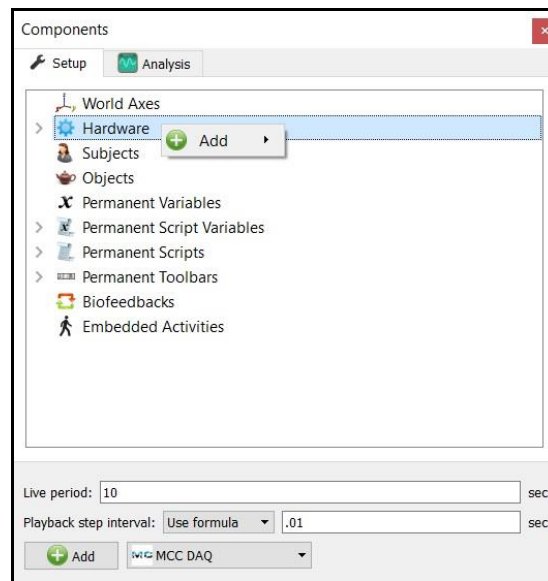 Components
Setup
Analysis
World Axes
Hardware
Add
Subjects
Objects
Permanent Variables
Permanent Script Variables
Permanent Scripts
Permanent Toolbars
Biofeedbacks
Embedded Activities
Live period: 10 sec
Playback step interval: Use formula .01 sec
Add MCC DAQ